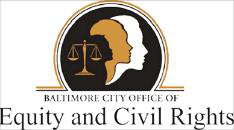 BALTIMORE CITY OFFICE OF
Equity and Civil Rights